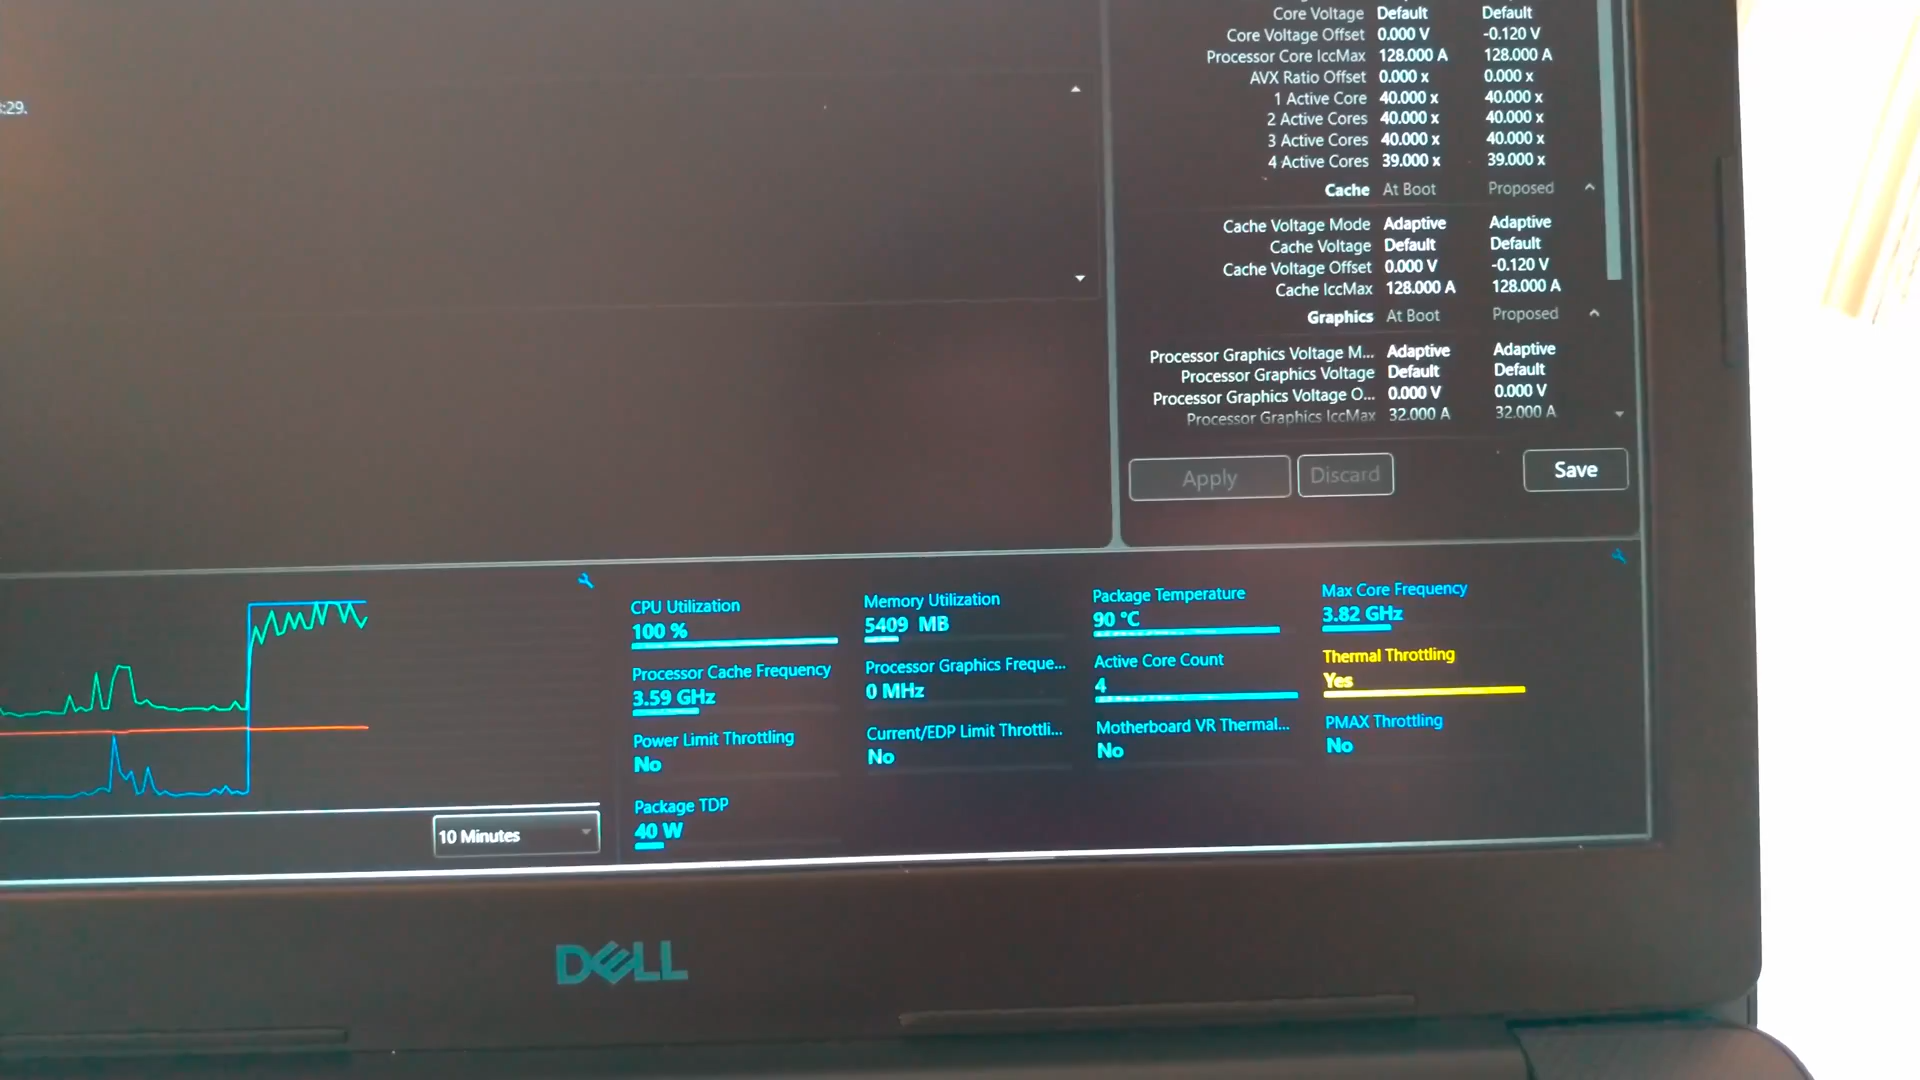 :29.
Core Voltage Default Default
Core Voltage Offset 0.000 V -0.120 V
Processor Core IccMax 128.000 A 128.000 A
AVX Ratio Offset 0.000 x 0.000 x
1 Active Core 40.000 x 40.000 x
2 Active Cores 40.000 x 40.000 x
3 Active Cores 40.000 x 40.000 x
4 Active Cores 39.000 x 39.000 x
Cache At Boot Proposed
Cache Voltage Mode Adaptive Adaptive
Cache Voltage Default Default
Cache Voltage Offset 0.000 V -0.120 V
Cache IccMax 128.000 A 128.000 A
Graphics At Boot Proposed
Processor Graphics Voltage M... Adaptive Adaptive
Processor Graphics Voltage Default Default
Processor Graphics Voltage O... 0.000 V 0.000 V
Processor Graphics IccMax 32.000 A 32.000 A
Apply Discard Save
CPU Utilization
100 %
Memory Utilization
5409 MB
Package Temperature
90 °C
Max Core Frequency
3.82 GHz
Processor Cache Frequency
3.59 GHz
Processor Graphics Freque...
0 MHz
Active Core Count
4
Thermal Throttling
Yes
Power Limit Throttling
No
Current/EDP Limit Throttli...
No
Motherboard VR Thermal...
No
PMAX Throttling
No
Package TDP
40 W
10 Minutes
DELL